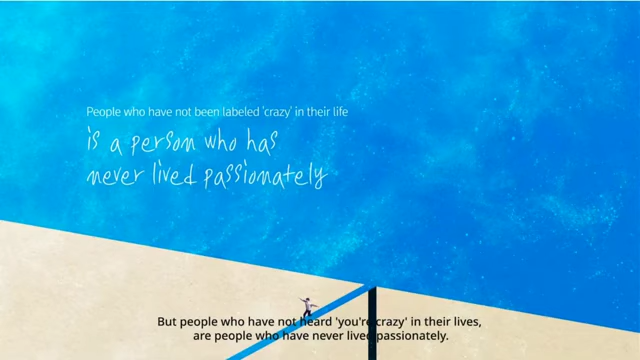 People who have not been labeled 'crazy' in their life
is a person who has
never lived passionately
But people who have not heard 'you're crazy' in their lives,
are people who have never lived passionately.